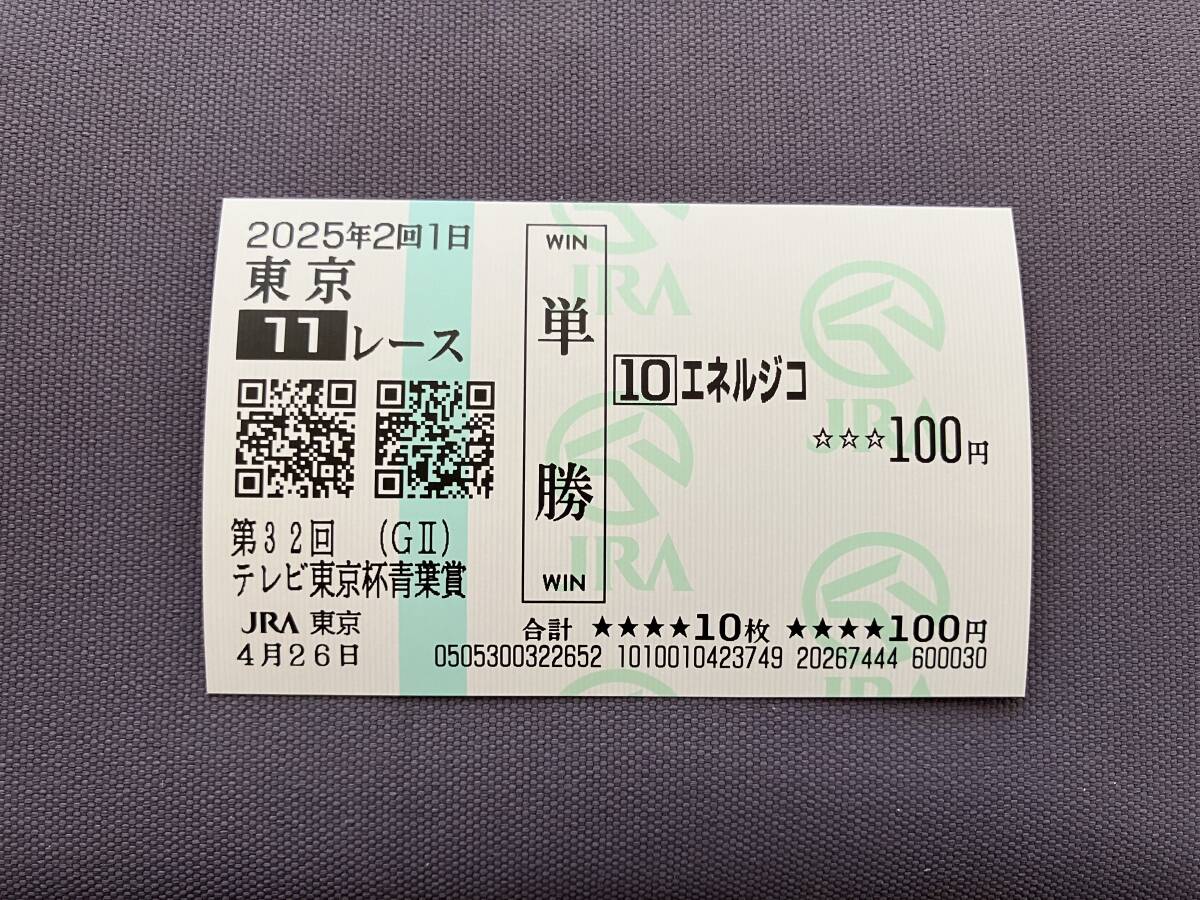 2025年2回1日
東京
11レース
第32回 (GⅡ)
テレビ東京杯青葉賞
JRA 東京
4月26日
WIN
単勝
WIN
10 エネルジコ
☆☆☆100円
合計 ★★★★10枚 ★★★★100円
0505300322652 1010010423749 20267444 600030
JRA
JRA
JRA
JRA